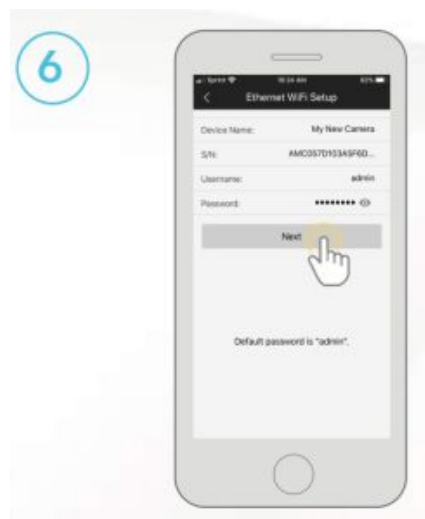 6
Sprint 10:24 AM 93%
Ethernet WiFi Setup
Device Name: My New Camera
S/N:
Username: admin
Password: ••••••••
Next
Default password is "admin".